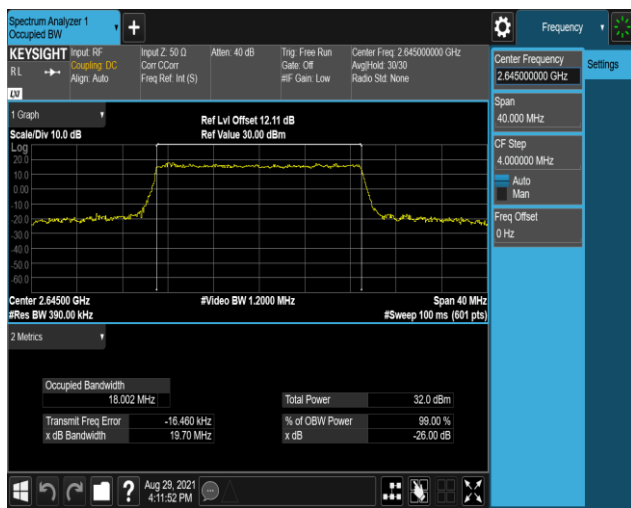 Spectrum Analyzer 1
Occupied BW
+
Frequency
KEYSIGHT
RL
LXI
Input: RF
Coupling: DC
Align: Auto
Input Z: 50 Ω
Corr CCorr
Freq Ref: Int (S)
Atten: 40 dB
Trig: Free Run
Gate: Off
#IF Gain: Low
Center Freq: 2.645000000 GHz
Avg|Hold: 30/30
Radio Std: None
Center Frequency
2.645000000 GHz
Settings
Span
40.000 MHz
CF Step
4.000000 MHz
Auto
Man
Freq Offset
0 Hz
1 Graph
Scale/Div 10.0 dB
Ref Lvl Offset 12.11 dB
Ref Value 30.00 dBm
Log
20.0
10.0
0.00
-10.0
-20.0
-30.0
-40.0
-50.0
-60.0
Center 2.64500 GHz
#Res BW 390.00 kHz
#Video BW 1.2000 MHz
Span 40 MHz
#Sweep 100 ms (601 pts)
2 Metrics
Occupied Bandwidth
18.002 MHz
Total Power 32.0 dBm
Transmit Freq Error -16.460 kHz
% of OBW Power 99.00 %
x dB Bandwidth 19.70 MHz
x dB -26.00 dB
?
Aug 29, 2021
4:11:52 PM